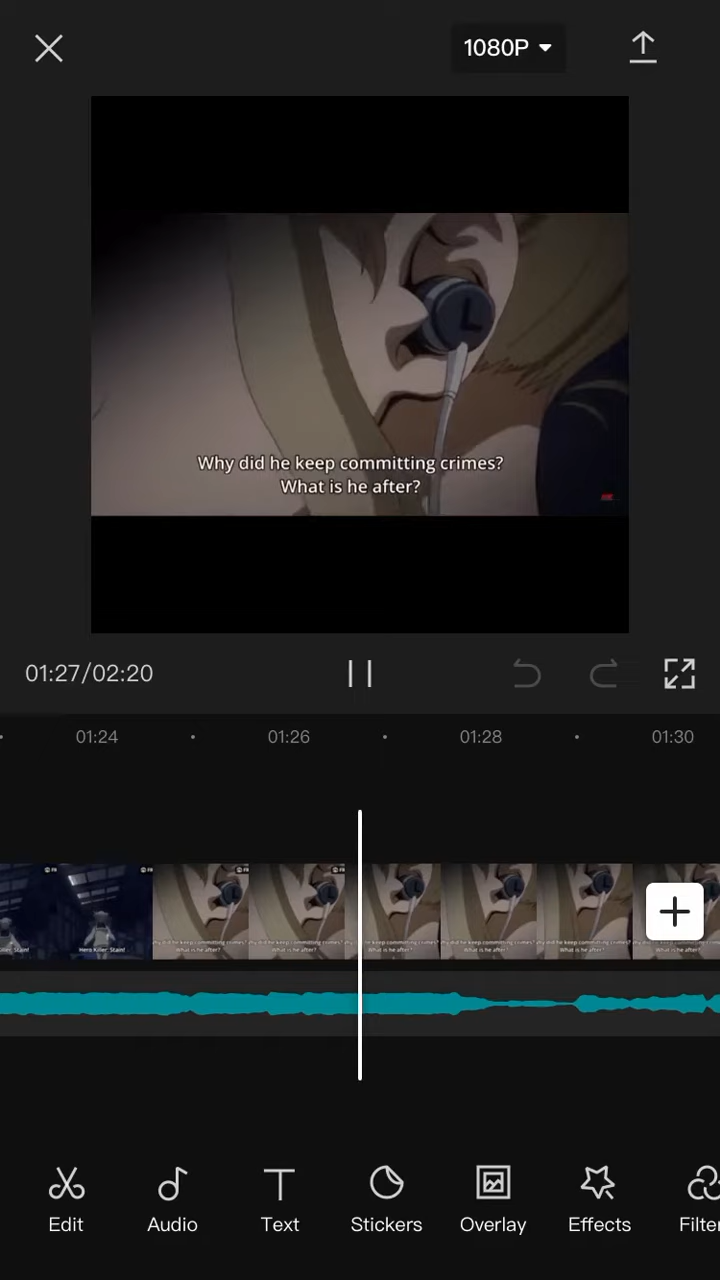 1080P
L
Why did he keep committing crimes?
What is he after?
01:27/02:20
01:24
01:26
01:28
01:30
Hero Killer: Stain!
Edit
Audio
Text
Stickers
Overlay
Effects
Filter